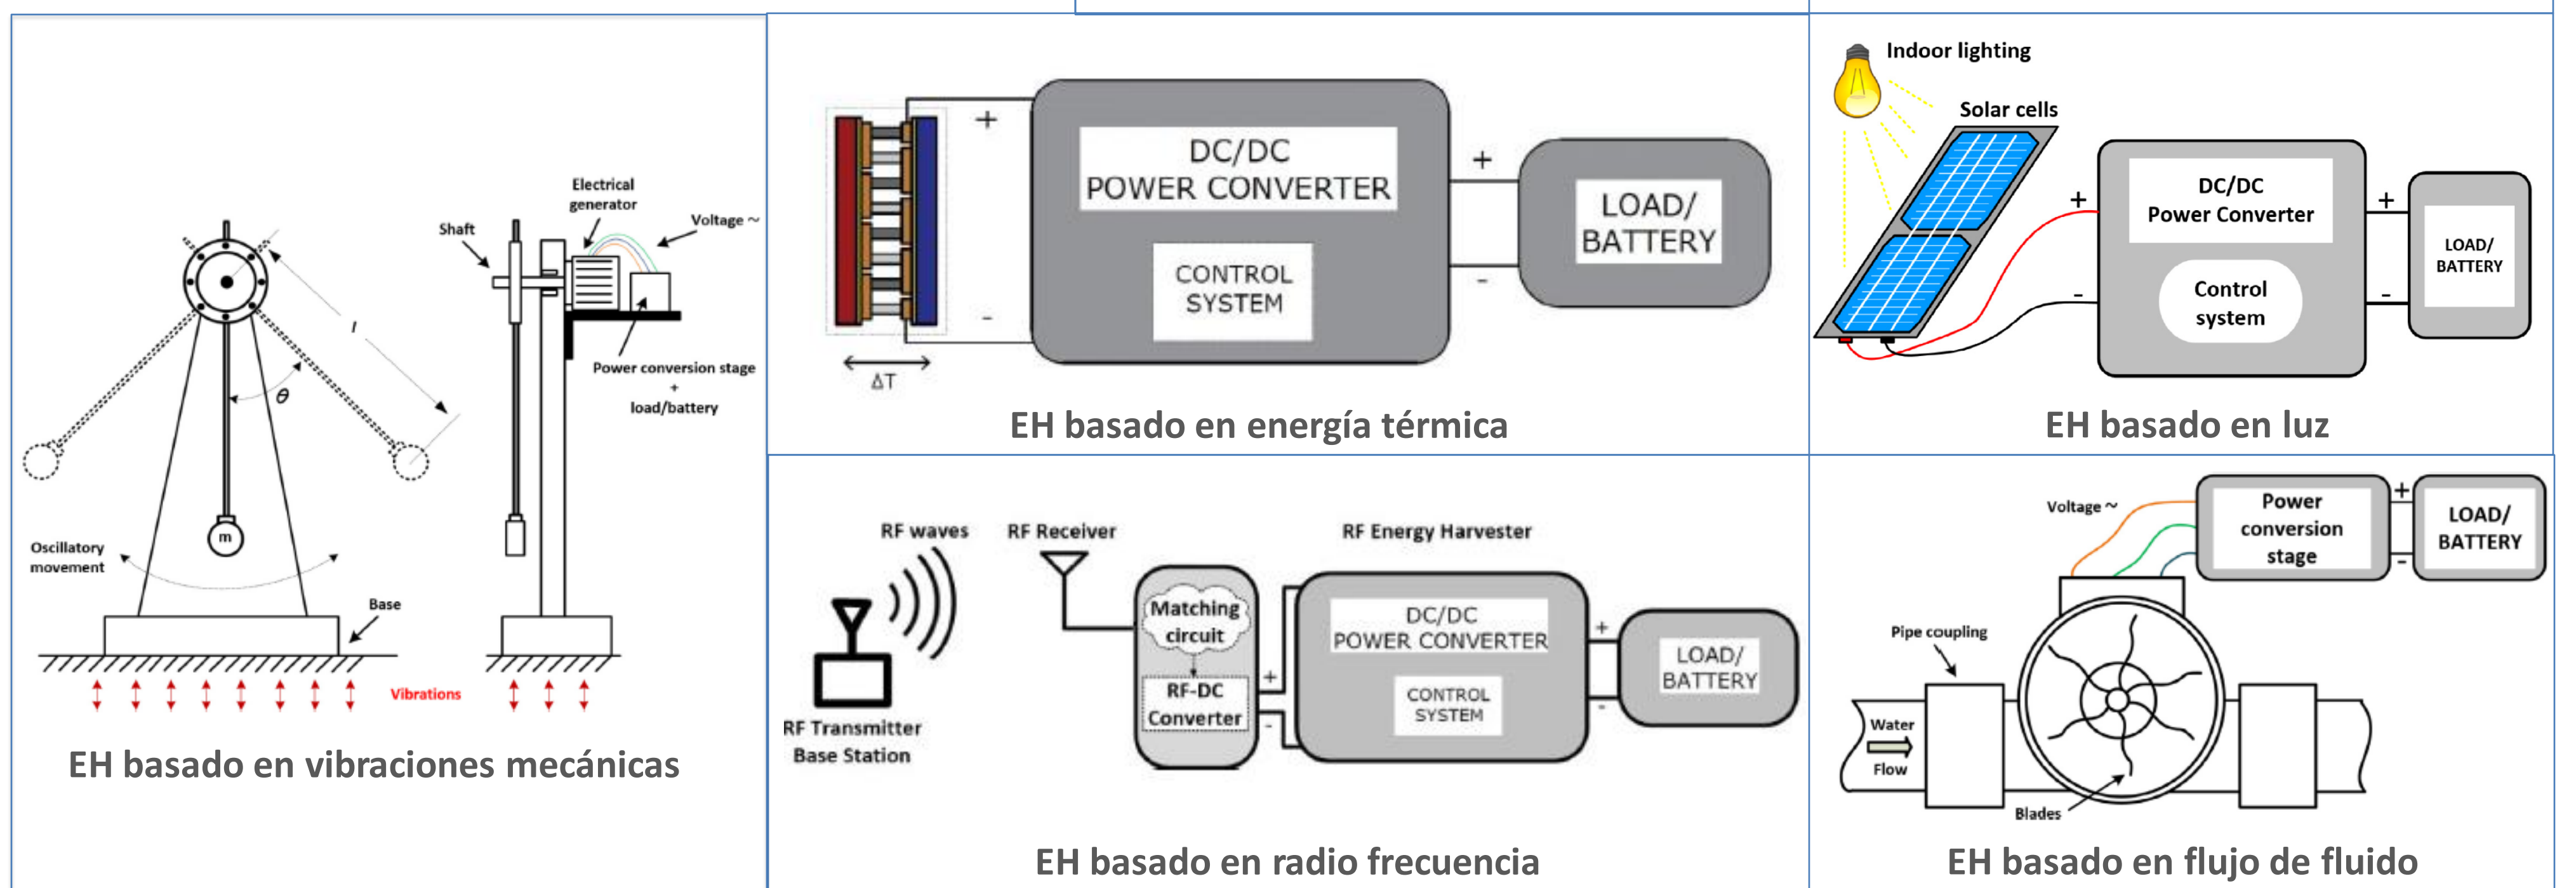 Electrical
generator
Voltage ~
Shaft
l
θ
Power conversion stage
+
load/battery
m
Oscillatory
movement
Base
Vibrations
EH basado en vibraciones mecánicas
+
-
ΔT
DC/DC
POWER CONVERTER
CONTROL
SYSTEM
+
-
LOAD/
BATTERY
EH basado en energía térmica
Indoor lighting
Solar cells
+
-
DC/DC
Power Converter
Control
system
+
-
LOAD/
BATTERY
EH basado en luz
RF waves
RF Receiver
RF Energy Harvester
RF Transmitter
Base Station
Matching
circuit
RF-DC
Converter
+
-
DC/DC
POWER CONVERTER
CONTROL
SYSTEM
+
-
LOAD/
BATTERY
EH basado en radio frecuencia
Voltage ~
Power
conversion
stage
+
-
LOAD/
BATTERY
Pipe coupling
Water
Flow
Blades
EH basado en flujo de fluido